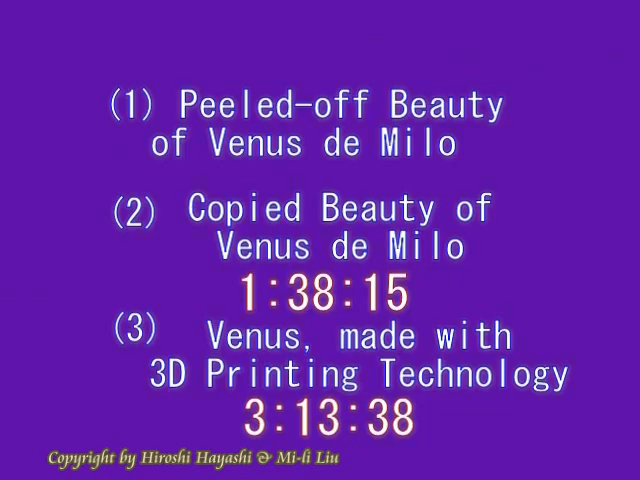 (1) Peeled-off Beauty
of Venus de Milo
(2) Copied Beauty of
Venus de Milo
1:38:15
(3) Venus, made with
3D Printing Technology
3:13:38
Copyright by Hiroshi Hayashi & Mi-li Liu